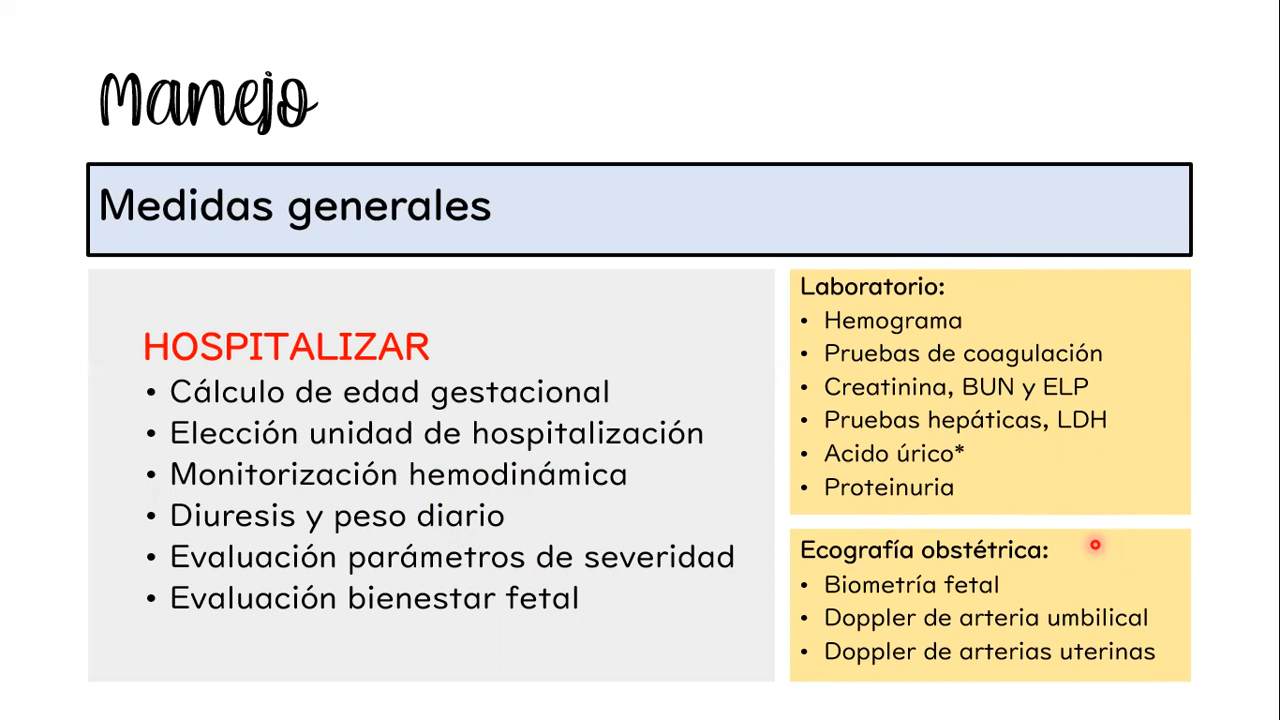 Manejo
Medidas generales
HOSPITALIZAR
• Cálculo de edad gestacional
• Elección unidad de hospitalización
• Monitorización hemodinámica
• Diuresis y peso diario
• Evaluación parámetros de severidad
• Evaluación bienestar fetal
Laboratorio:
• Hemograma
• Pruebas de coagulación
• Creatinina, BUN y ELP
• Pruebas hepáticas, LDH
• Acido úrico*
• Proteinuria
Ecografía obstétrica:
• Biometría fetal
• Doppler de arteria umbilical
• Doppler de arterias uterinas